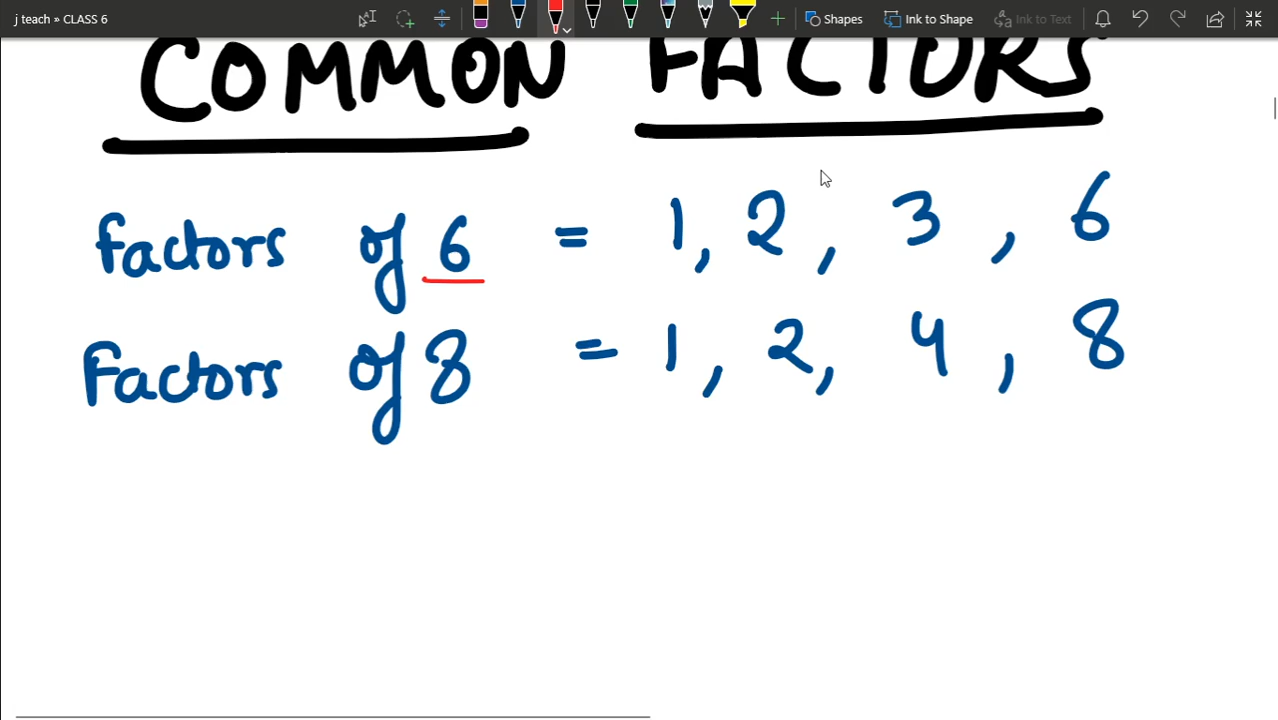 j teach » CLASS 6 Shapes Ink to Shape Ink to Text
COMMON FACTORS
factors of 6 = 1, 2, 3, 6
Factors of 8 = 1, 2, 4, 8